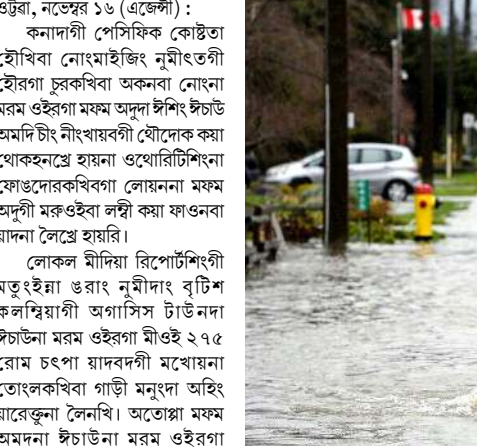 ওট্টবা, নভেম্বর ১৬ (এজেন্সী) :
কনাদাগী পেসিফিক কোষ্টতা
হৌখিবা নোংমাইজিং নুমীৎতগী
হৌরগা চুরকখিবা অকনবা নোংনা
মরম ওইরগা মফম অদুদা ঈশিং ঈচাউ
অমদি চীং নীংখায়বগী থৌদোক কয়া
থোকহনখ্রে হায়না ওথোরিটিশিংনা
ফোঙদোরকখিবগা লোয়ননা মফম
অদুগী মরুওইবা লম্বী কয়া ফাওনবা
য়াদনা লৈখ্রে হায়রি।
লোকল মীদিয়া রিপোর্টশিংগী
মতুংইন্না ঙরাং নুমীদাং বৃটিশ
কলম্বিয়াগী অগাসিস টাউনদা
ঈচাউনা মরম ওইরগা মীওই ২৭৫
রোম চৎপা য়াদবদগী মখোয়না
তোংলকখিবা গাড়ী মনুংদা অহিং
য়ারেক্তুনা লৈনখি। অতোপ্পা মফম
অমদনা ঈচাউনা মরম ওইরগা